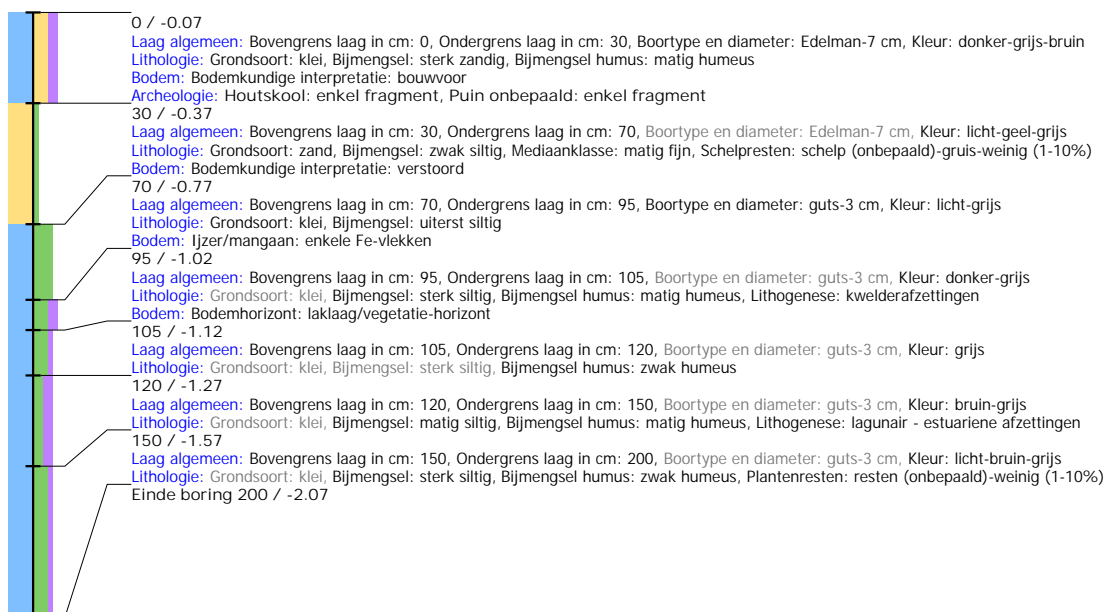 0 / -0.07
Laag algemeen: Bovengrens laag in cm: 0, Ondergrens laag in cm: 30, Boortype en diameter: Edelman-7 cm, Kleur: donker-grijs-bruin
Lithologie: Grondsoort: klei, Bijmengsel: sterk zandig, Bijmengsel humus: matig humeus
Bodem: Bodemkundige interpretatie: bouwvoor
Archeologie: Houtskool: enkel fragment, Puin onbepaald: enkel fragment
30 / -0.37
Laag algemeen: Bovengrens laag in cm: 30, Ondergrens laag in cm: 70, Boortype en diameter: Edelman-7 cm, Kleur: licht-geel-grijs
Lithologie: Grondsoort: zand, Bijmengsel: zwak siltig, Mediaanklasse: matig fijn, Schelpresten: schelp (onbepaald)-gruis-weinig (1-10%)
Bodem: Bodemkundige interpretatie: verstoord
70 / -0.77
Laag algemeen: Bovengrens laag in cm: 70, Ondergrens laag in cm: 95, Boortype en diameter: guts-3 cm, Kleur: licht-grijs
Lithologie: Grondsoort: klei, Bijmengsel: uiterst siltig
Bodem: Ijzer/mangaan: enkele Fe-vlekken
95 / -1.02
Laag algemeen: Bovengrens laag in cm: 95, Ondergrens laag in cm: 105, Boortype en diameter: guts-3 cm, Kleur: donker-grijs
Lithologie: Grondsoort: klei, Bijmengsel: sterk siltig, Bijmengsel humus: matig humeus, Lithogenese: kwelderafzettingen
Bodem: Bodemhorizont: laklaag/vegetatie-horizont
105 / -1.12
Laag algemeen: Bovengrens laag in cm: 105, Ondergrens laag in cm: 120, Boortype en diameter: guts-3 cm, Kleur: grijs
Lithologie: Grondsoort: klei, Bijmengsel: sterk siltig, Bijmengsel humus: zwak humeus
120 / -1.27
Laag algemeen: Bovengrens laag in cm: 120, Ondergrens laag in cm: 150, Boortype en diameter: guts-3 cm, Kleur: bruin-grijs
Lithologie: Grondsoort: klei, Bijmengsel: matig siltig, Bijmengsel humus: matig humeus, Lithogenese: lagunair - estuariene afzettingen
150 / -1.57
Laag algemeen: Bovengrens laag in cm: 150, Ondergrens laag in cm: 200, Boortype en diameter: guts-3 cm, Kleur: licht-bruin-grijs
Lithologie: Grondsoort: klei, Bijmengsel: sterk siltig, Bijmengsel humus: zwak humeus, Plantenresten: resten (onbepaald)-weinig (1-10%)
Einde boring 200 / -2.07